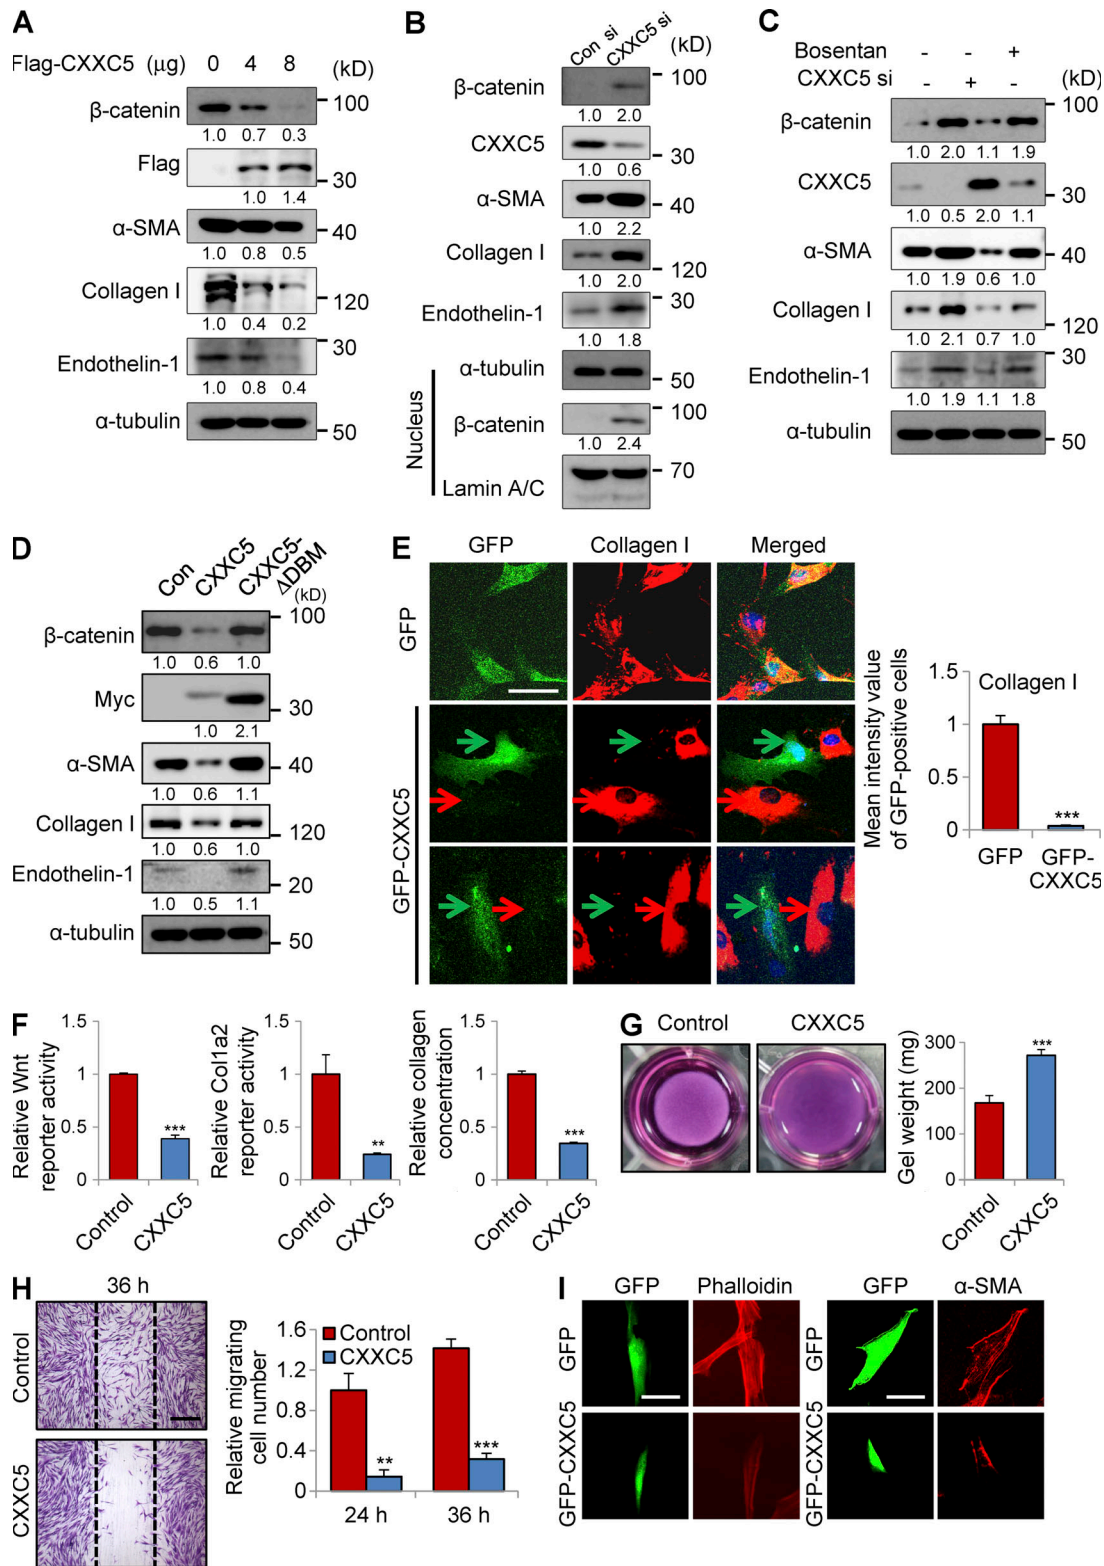 A
Flag-CXXC5 (μg) 0 4 8 (kD)
β-catenin 100
1.0 0.7 0.3
Flag 30
1.0 1.4
α-SMA 40
1.0 0.8 0.5
Collagen I 120
1.0 0.4 0.2
Endothelin-1 30
1.0 0.8 0.4
α-tubulin 50
B
Con si CXXC5 si (kD)
β-catenin 100
1.0 2.0
CXXC5 30
1.0 0.6
α-SMA 40
1.0 2.2
Collagen I 120
1.0 2.0
Endothelin-1 30
1.0 1.8
α-tubulin 50
Nucleus
β-catenin 100
1.0 2.4
Lamin A/C 70
C
Bosentan - - +
CXXC5 si - + - (kD)
β-catenin 100
1.0 2.0 1.1 1.9
CXXC5 30
1.0 0.5 2.0 1.1
α-SMA 40
1.0 1.9 0.6 1.0
Collagen I 120
1.0 2.1 0.7 1.0
Endothelin-1 30
1.0 1.9 1.1 1.8
α-tubulin 50
D
Con CXXC5 CXXC5-ΔDBM (kD)
β-catenin 100
1.0 0.6 1.0
Myc 30
1.0 2.1
α-SMA 40
1.0 0.6 1.1
Collagen I 120
1.0 0.6 1.0
Endothelin-1 20
1.0 0.5 1.1
α-tubulin 50
E
GFP Collagen I Merged
GFP
GFP-CXXC5
Mean intensity value of GFP-positive cells
Collagen I
1.5
1
0.5
0
***
GFP GFP-CXXC5
F
Relative Wnt reporter activity
1.5
1
0.5
0
***
Control CXXC5
Relative Col1a2 reporter activity
1.5
1
0.5
0
**
Control CXXC5
Relative collagen concentration
1.5
1
0.5
0
***
Control CXXC5
G
Control CXXC5
Gel weight (mg)
300
200
100
0
***
Control CXXC5
H
36 h
Control
CXXC5
Relative migrating cell number
1.6
1.2
0.8
0.4
0
Control
CXXC5
** ***
24 h 36 h
I
GFP Phalloidin GFP α-SMA
GFP GFP
GFP-CXXC5 GFP-CXXC5